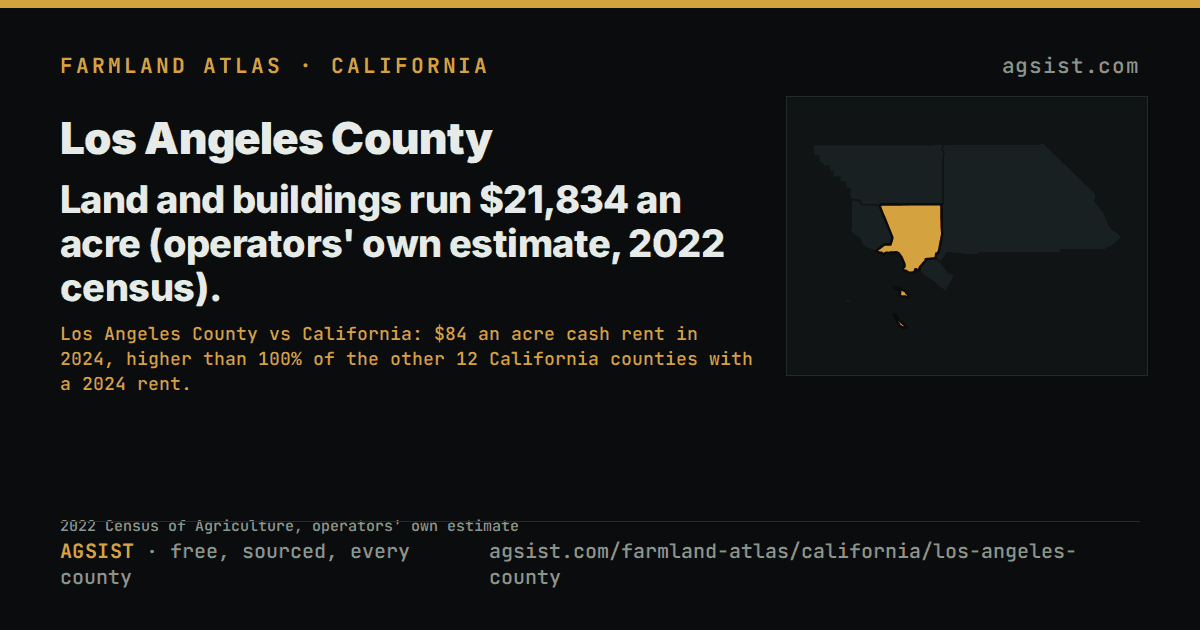 FARMLAND ATLAS · CALIFORNIA
agsist.com
Los Angeles County
Land and buildings run $21,834 an
acre (operators' own estimate, 2022
census).
Los Angeles County vs California: $84 an acre cash rent in
2024, higher than 100% of the other 12 California counties with
a 2024 rent.
2022 Census of Agriculture, operators' own estimate
AGSIST · free, sourced, every
county
agsist.com/farmland-atlas/california/los-angeles-
county